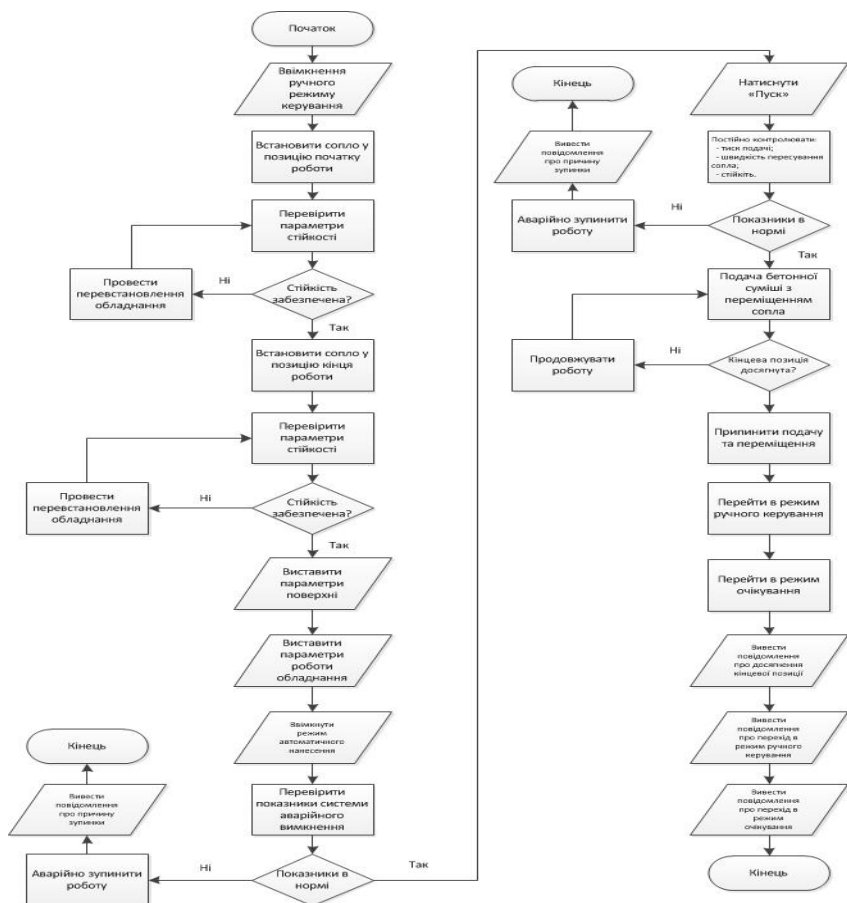 Початок
Ввімкнення
ручного
режиму
керування
Встановити сопло у
позицію початку
роботи
Перевірити
параметри
стійкості
Провести
перевстановлення
обладнання
Ні
Стійкість
забезпечена?
Так
Встановити сопло у
позицію кінця
роботи
Перевірити
параметри
стійкості
Провести
перевстановлення
обладнання
Ні
Стійкість
забезпечена?
Так
Виставити
параметри
поверхні
Виставити
параметри
роботи
обладнання
Ввімкнути
режим
автоматичного
нанесення
Перевірити
показники системи
аварійного
вимкнення
Кінець
Вивести
повідомлення
про причину
зупинки
Аварійно зупинити
роботу
Ні
Показники в
нормі
Так
Натиснути
«Пуск»
Постійно контролювати:
- тиск подачі;
- швидкість пересування
сопла;
- стійкіть.
Кінець
Вивести
повідомлення
про причину
зупинки
Аварійно зупинити
роботу
Ні
Показники в
нормі
Так
Подача бетонної
суміші з
переміщенням
сопла
Продовжувати
роботу
Ні
Кінцева позиція
досягнута?
Припинити подачу
та переміщення
Перейти в режим
ручного керування
Перейти в режим
очікування
Вивести
повідомлення
про досягнення
кінцевої позиції
Вивести
повідомлення
про перехід в
режим ручного
керування
Вивести
повідомлення
про перехід в
режим
очікування
Кінець